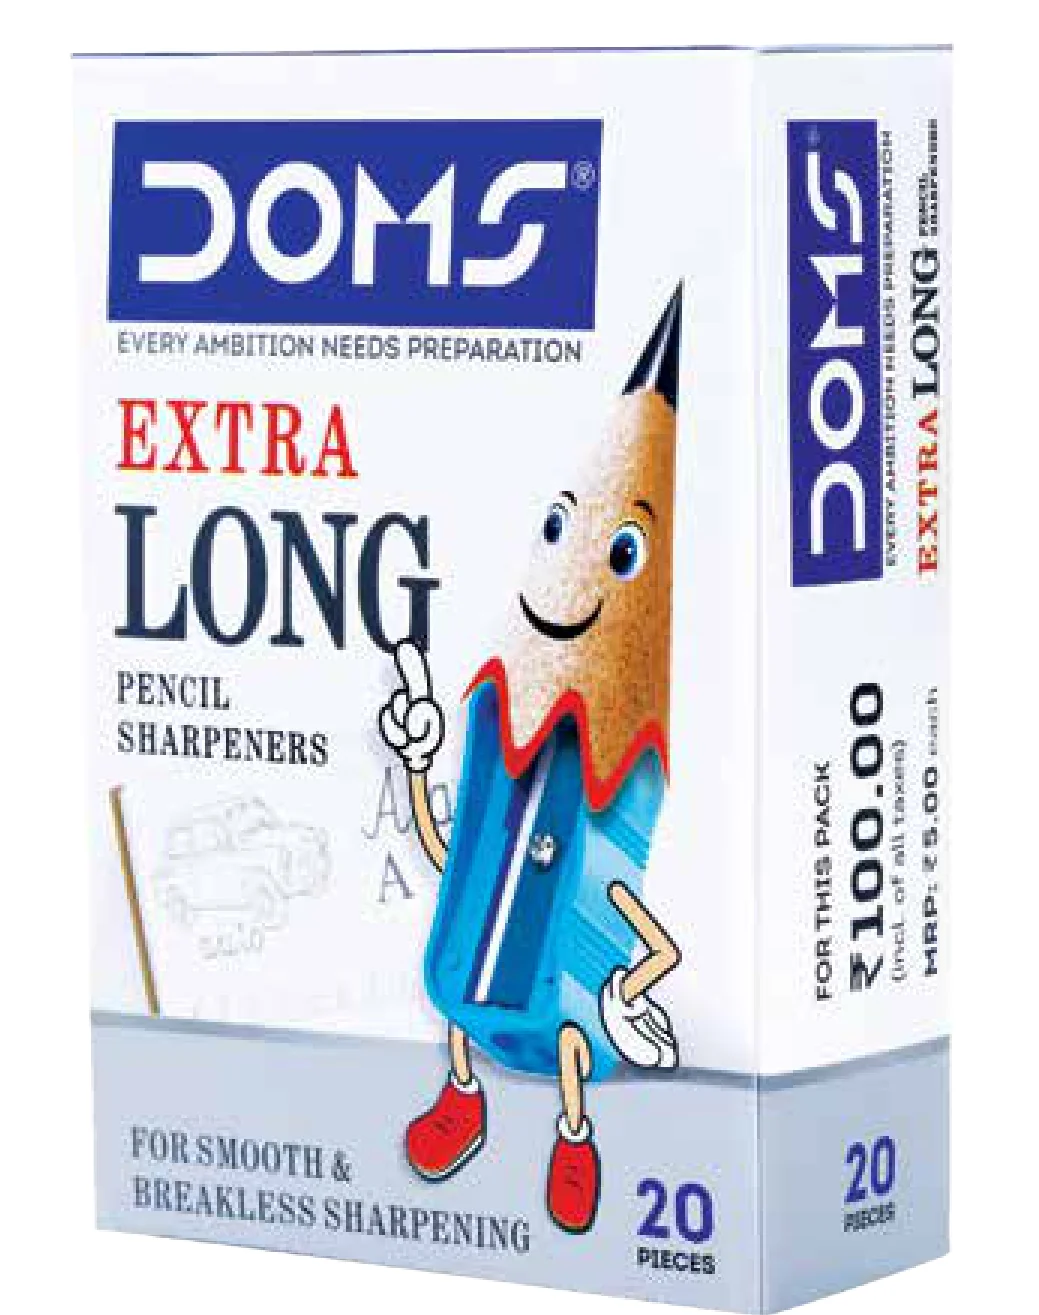 DOMS®
EVERY AMBITION NEEDS PREPARATION
EXTRA
LONG
PENCIL
SHARPENERS
A
FOR SMOOTH &
BREAKLESS SHARPENING
20
PIECES
DOMS®
EVERY AMBITION NEEDS PREPARATION
EXTRA LONG PENCIL
SHARPENERS
FOR THIS PACK
₹100.00
(incl. of all taxes)
MRP: ₹5.00 each
20
PIECES